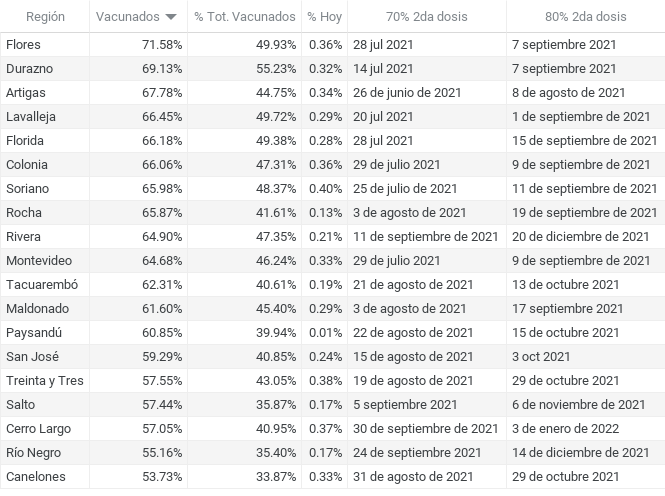 Región Vacunados % Tot. Vacunados % Hoy 70% 2da dosis 80% 2da dosis
Flores 71.58% 49.93% 0.36% 28 jul 2021 7 septiembre 2021
Durazno 69.13% 55.23% 0.32% 14 jul 2021 7 septiembre 2021
Artigas 67.78% 44.75% 0.34% 26 de junio de 2021 8 de agosto de 2021
Lavalleja 66.45% 49.72% 0.29% 20 jul 2021 1 de septiembre de 2021
Florida 66.18% 49.38% 0.28% 28 jul 2021 15 de septiembre de 2021
Colonia 66.06% 47.31% 0.36% 29 de julio 2021 9 de septiembre de 2021
Soriano 65.98% 48.37% 0.40% 25 de julio de 2021 11 de septiembre de 2021
Rocha 65.87% 41.61% 0.13% 3 de agosto de 2021 19 de septiembre de 2021
Rivera 64.90% 47.35% 0.21% 11 de septiembre de 2021 20 de diciembre de 2021
Montevideo 64.68% 46.24% 0.33% 29 de julio 2021 9 de septiembre de 2021
Tacuarembó 62.31% 40.61% 0.19% 21 de agosto de 2021 13 de octubre de 2021
Maldonado 61.60% 45.40% 0.29% 3 de agosto de 2021 17 septiembre 2021
Paysandú 60.85% 39.94% 0.01% 22 de agosto de 2021 15 de octubre de 2021
San José 59.29% 40.85% 0.24% 15 de agosto de 2021 3 oct 2021
Treinta y Tres 57.55% 43.05% 0.38% 19 de agosto de 2021 29 de octubre de 2021
Salto 57.44% 35.87% 0.17% 5 septiembre 2021 6 de noviembre de 2021
Cerro Largo 57.05% 40.95% 0.37% 30 de septiembre de 2021 3 de enero de 2022
Río Negro 55.16% 35.40% 0.17% 24 de septiembre de 2021 14 de diciembre de 2021
Canelones 53.73% 33.87% 0.33% 31 de agosto de 2021 29 de octubre de 2021